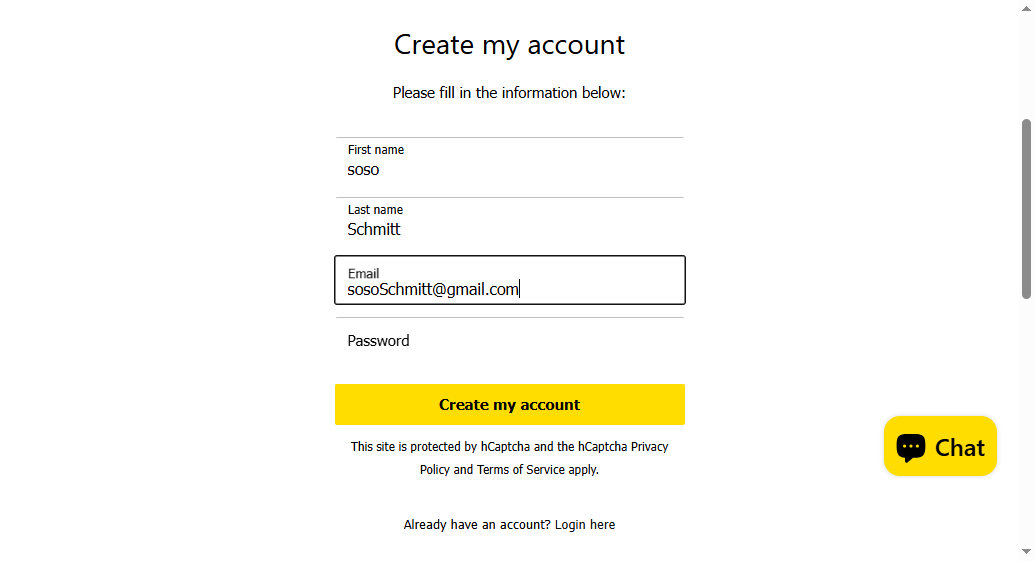 Create my account
Please fill in the information below:
First name
soso
Last name
Schmitt
Email
sosoSchmitt@gmail.com
Password
Create my account
This site is protected by hCaptcha and the hCaptcha Privacy
Policy and Terms of Service apply.
Chat
Already have an account? Login here